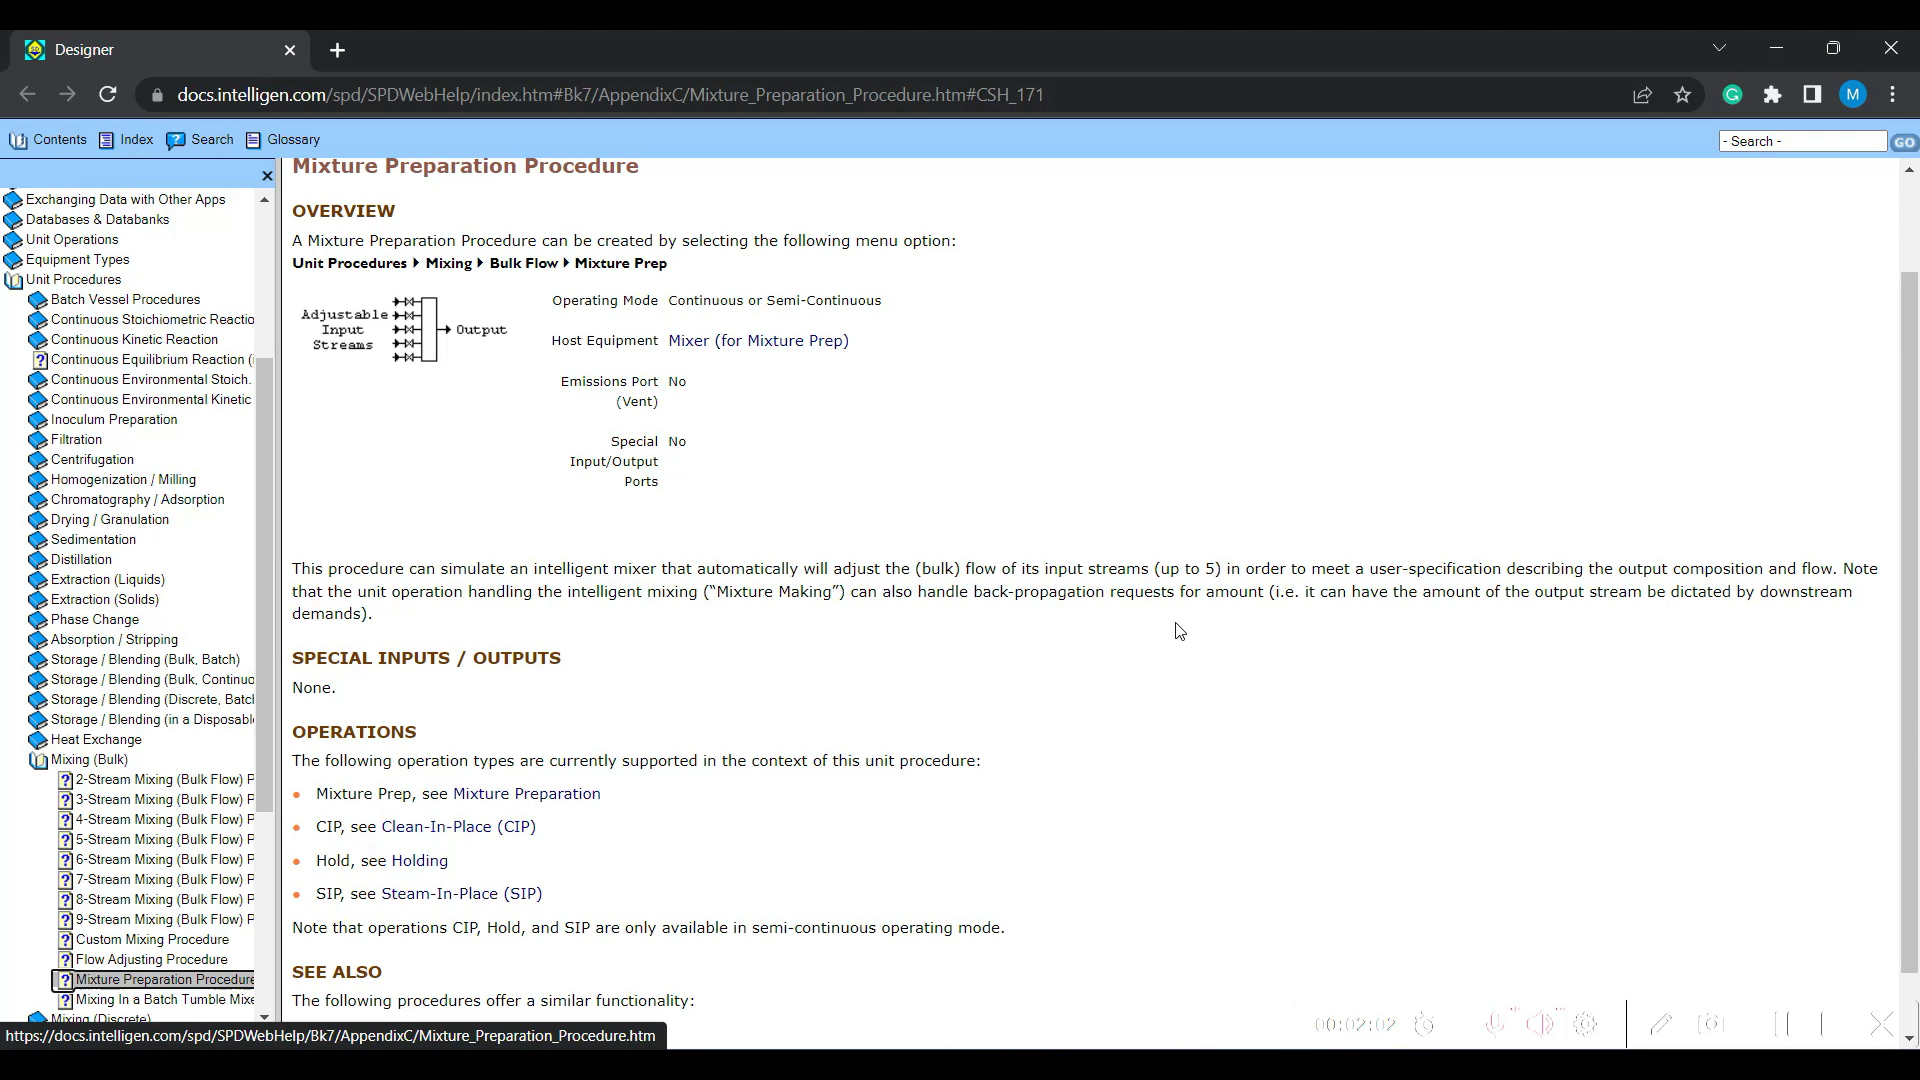 Designer
docs.intelligen.com/spd/SPDWebHelp/index.htm#Bk7/AppendixC/Mixture_Preparation_Procedure.htm#CSH_171
M
Contents Index Search Glossary
- Search -
GO
Exchanging Data with Other Apps
Databases & Databanks
Unit Operations
Equipment Types
Unit Procedures
Batch Vessel Procedures
Continuous Stoichiometric Reactio
Continuous Kinetic Reaction
Continuous Equilibrium Reaction (i
Continuous Environmental Stoich.
Continuous Environmental Kinetic
Inoculum Preparation
Filtration
Centrifugation
Homogenization / Milling
Chromatography / Adsorption
Drying / Granulation
Sedimentation
Distillation
Extraction (Liquids)
Extraction (Solids)
Phase Change
Absorption / Stripping
Storage / Blending (Bulk, Batch)
Storage / Blending (Bulk, Continuo
Storage / Blending (Discrete, Batch
Storage / Blending (in a Disposabl
Heat Exchange
Mixing (Bulk)
2-Stream Mixing (Bulk Flow) P
3-Stream Mixing (Bulk Flow) P
4-Stream Mixing (Bulk Flow) P
5-Stream Mixing (Bulk Flow) P
6-Stream Mixing (Bulk Flow) P
7-Stream Mixing (Bulk Flow) P
8-Stream Mixing (Bulk Flow) P
9-Stream Mixing (Bulk Flow) P
Custom Mixing Procedure
Flow Adjusting Procedure
Mixture Preparation Procedure
Mixing In a Batch Tumble Mixe
Mixing (Discrete)
https://docs.intelligen.com/spd/SPDWebHelp/Bk7/AppendixC/Mixture_Preparation_Procedure.htm
Mixture Preparation Procedure
OVERVIEW
A Mixture Preparation Procedure can be created by selecting the following menu option:
Unit Procedures Mixing Bulk Flow Mixture Prep
Adjustable
Input
Streams
Output
Operating Mode Continuous or Semi-Continuous
Host Equipment Mixer (for Mixture Prep)
Emissions Port No
(Vent)
Special No
Input/Output
Ports
This procedure can simulate an intelligent mixer that automatically will adjust the (bulk) flow of its input streams (up to 5) in order to meet a user-specification describing the output composition and flow. Note
that the unit operation handling the intelligent mixing (“Mixture Making”) can also handle back-propagation requests for amount (i.e. it can have the amount of the output stream be dictated by downstream
demands).
SPECIAL INPUTS / OUTPUTS
None.
OPERATIONS
The following operation types are currently supported in the context of this unit procedure:
• Mixture Prep, see Mixture Preparation
• CIP, see Clean-In-Place (CIP)
• Hold, see Holding
• SIP, see Steam-In-Place (SIP)
Note that operations CIP, Hold, and SIP are only available in semi-continuous operating mode.
SEE ALSO
The following procedures offer a similar functionality:
00:02:02